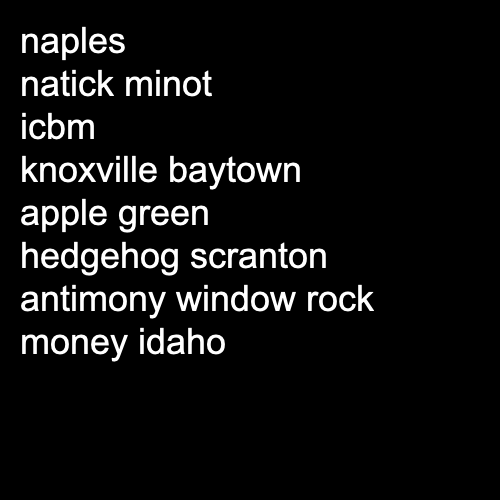 naples
natick minot
icbm
knoxville baytown
apple green
hedgehog scranton
antimony window rock
money idaho